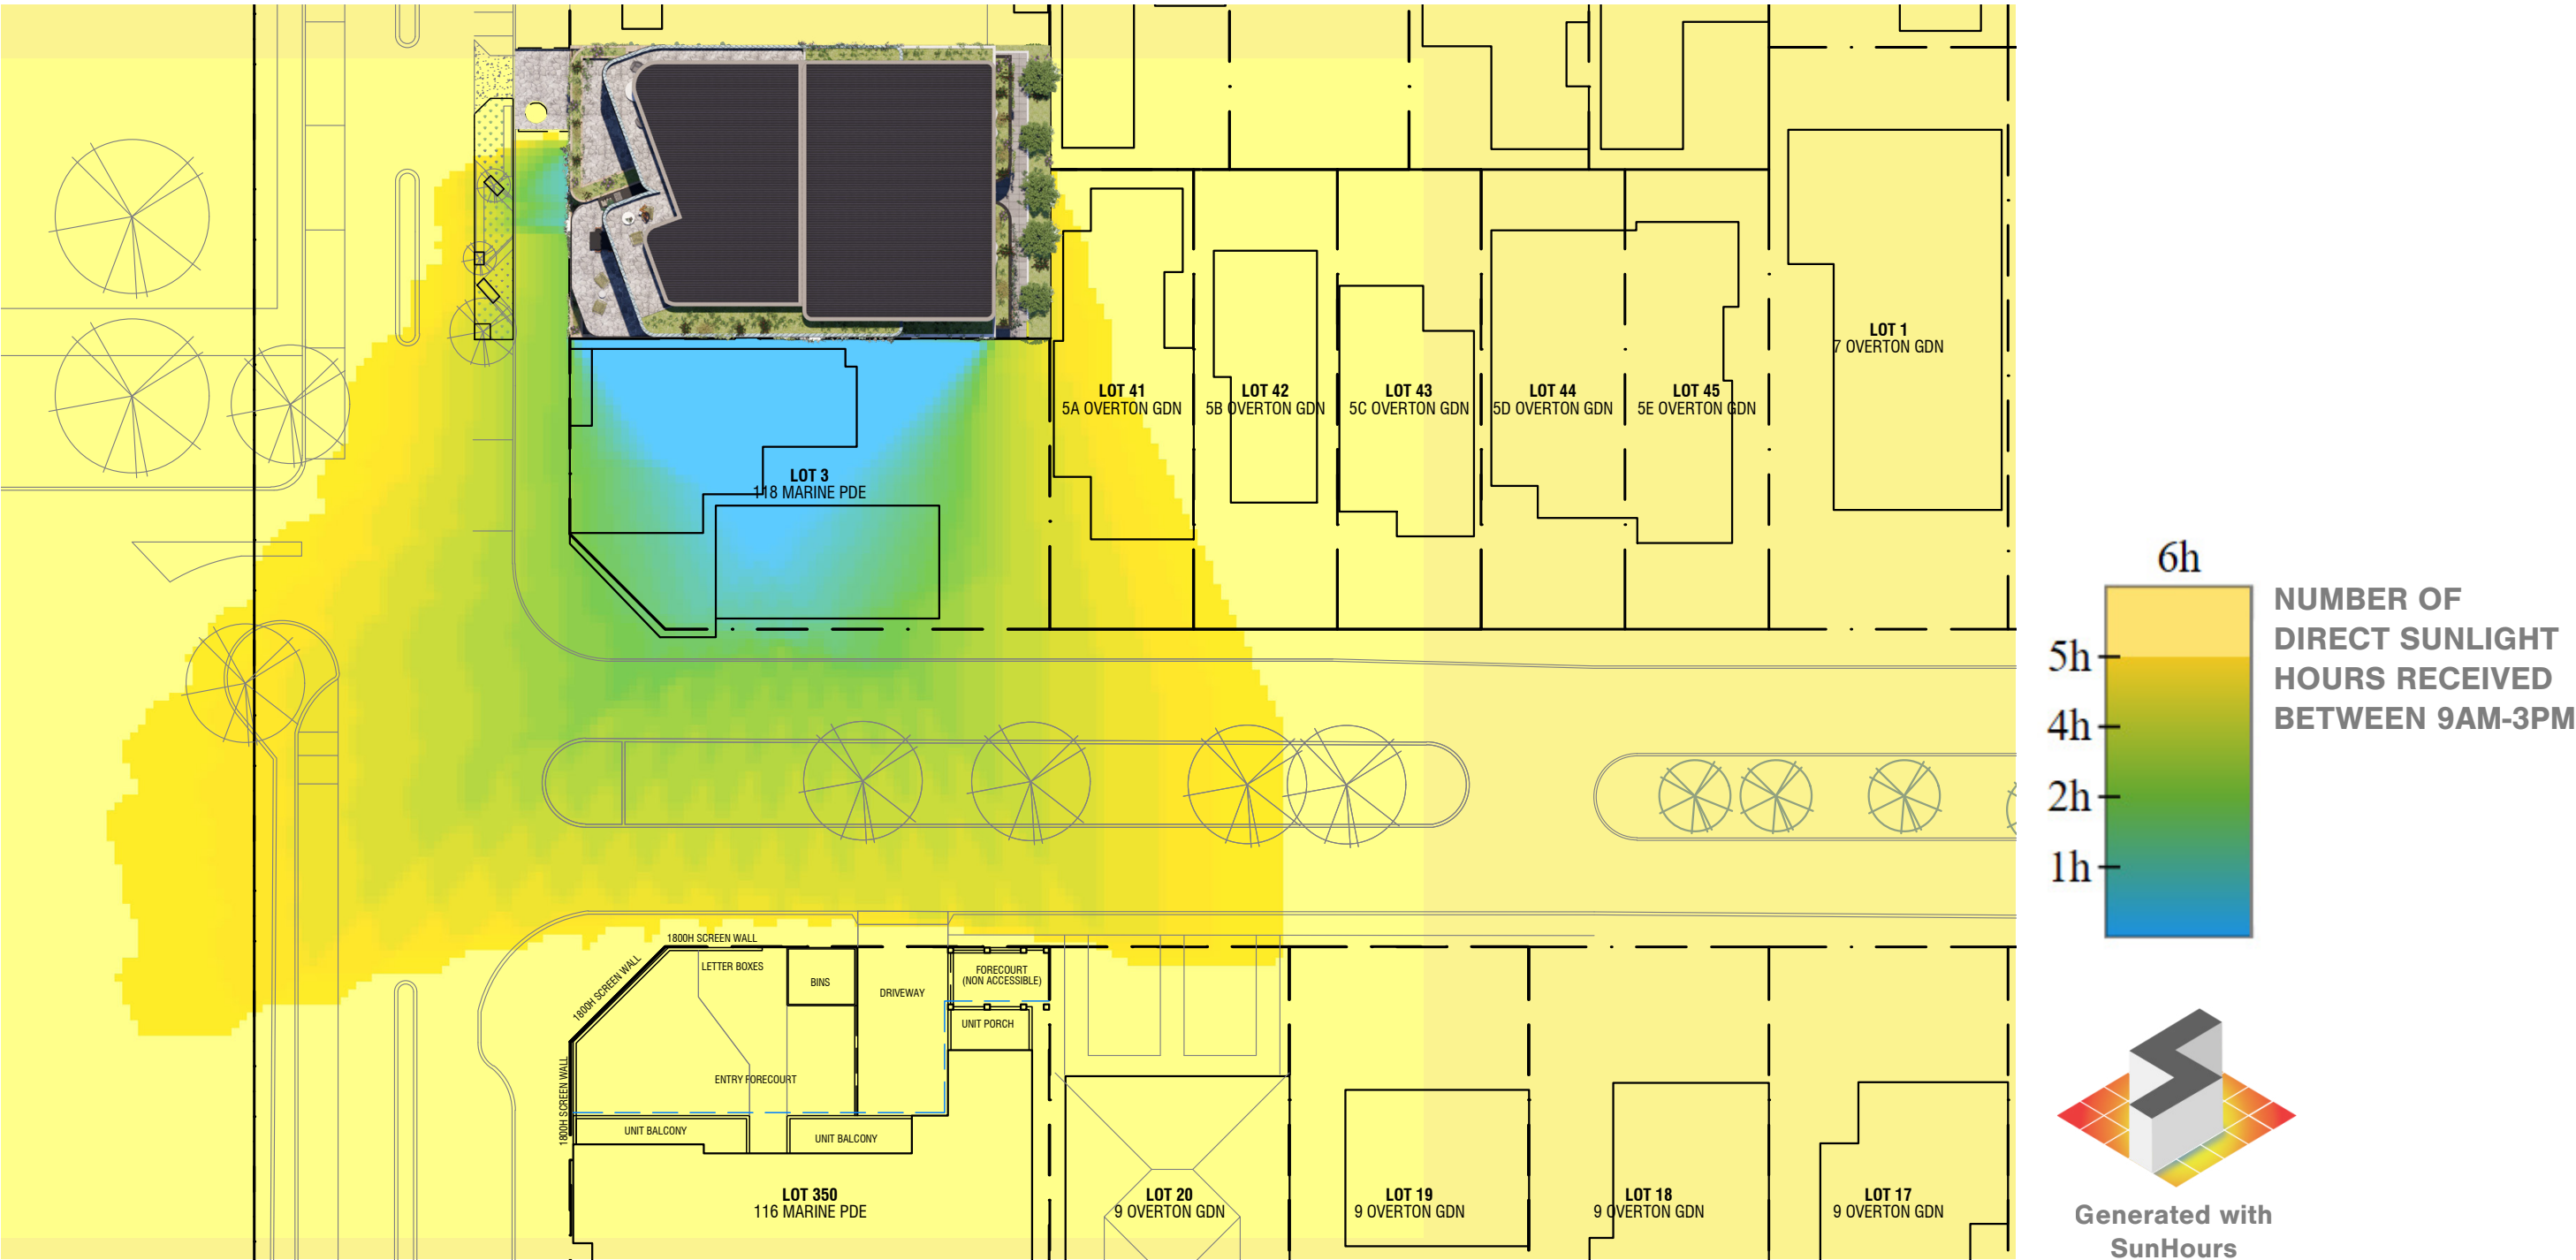 LOT 1
7 OVERTON GDN
LOT 41
5A OVERTON GDN
LOT 42
5B OVERTON GDN
LOT 43
5C OVERTON GDN
LOT 44
5D OVERTON GDN
LOT 45
5E OVERTON GDN
LOT 3
118 MARINE PDE
6h
5h
4h
2h
1h
NUMBER OF
DIRECT SUNLIGHT
HOURS RECEIVED
BETWEEN 9AM-3PM
1800H SCREEN WALL
1800H SCREEN WALL
1800H SCREEN WALL
LETTER BOXES
BINS
DRIVEWAY
FORECOURT
(NON ACCESSIBLE)
UNIT PORCH
ENTRY FORECOURT
UNIT BALCONY
UNIT BALCONY
LOT 350
116 MARINE PDE
LOT 20
9 OVERTON GDN
LOT 19
9 OVERTON GDN
LOT 18
9 OVERTON GDN
LOT 17
9 OVERTON GDN
Generated with
SunHours